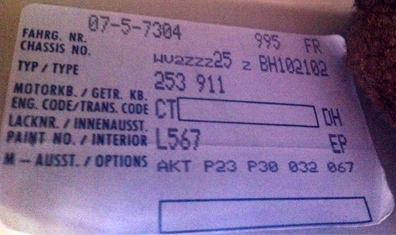 07-5-7304 995 FR
FAHRG. NR.
CHASSIS NO. WV2ZZZ25 Z BH102102
TYP / TYPE 253 911
MOTORKB. / GETR. KB.
ENG. CODE/TRANS. CODE CT DH
LACKNR. / INNENAUSST.
PAINT NO. / INTERIOR L567 EP
M – AUSST. / OPTIONS AKT P23 P30 032 067